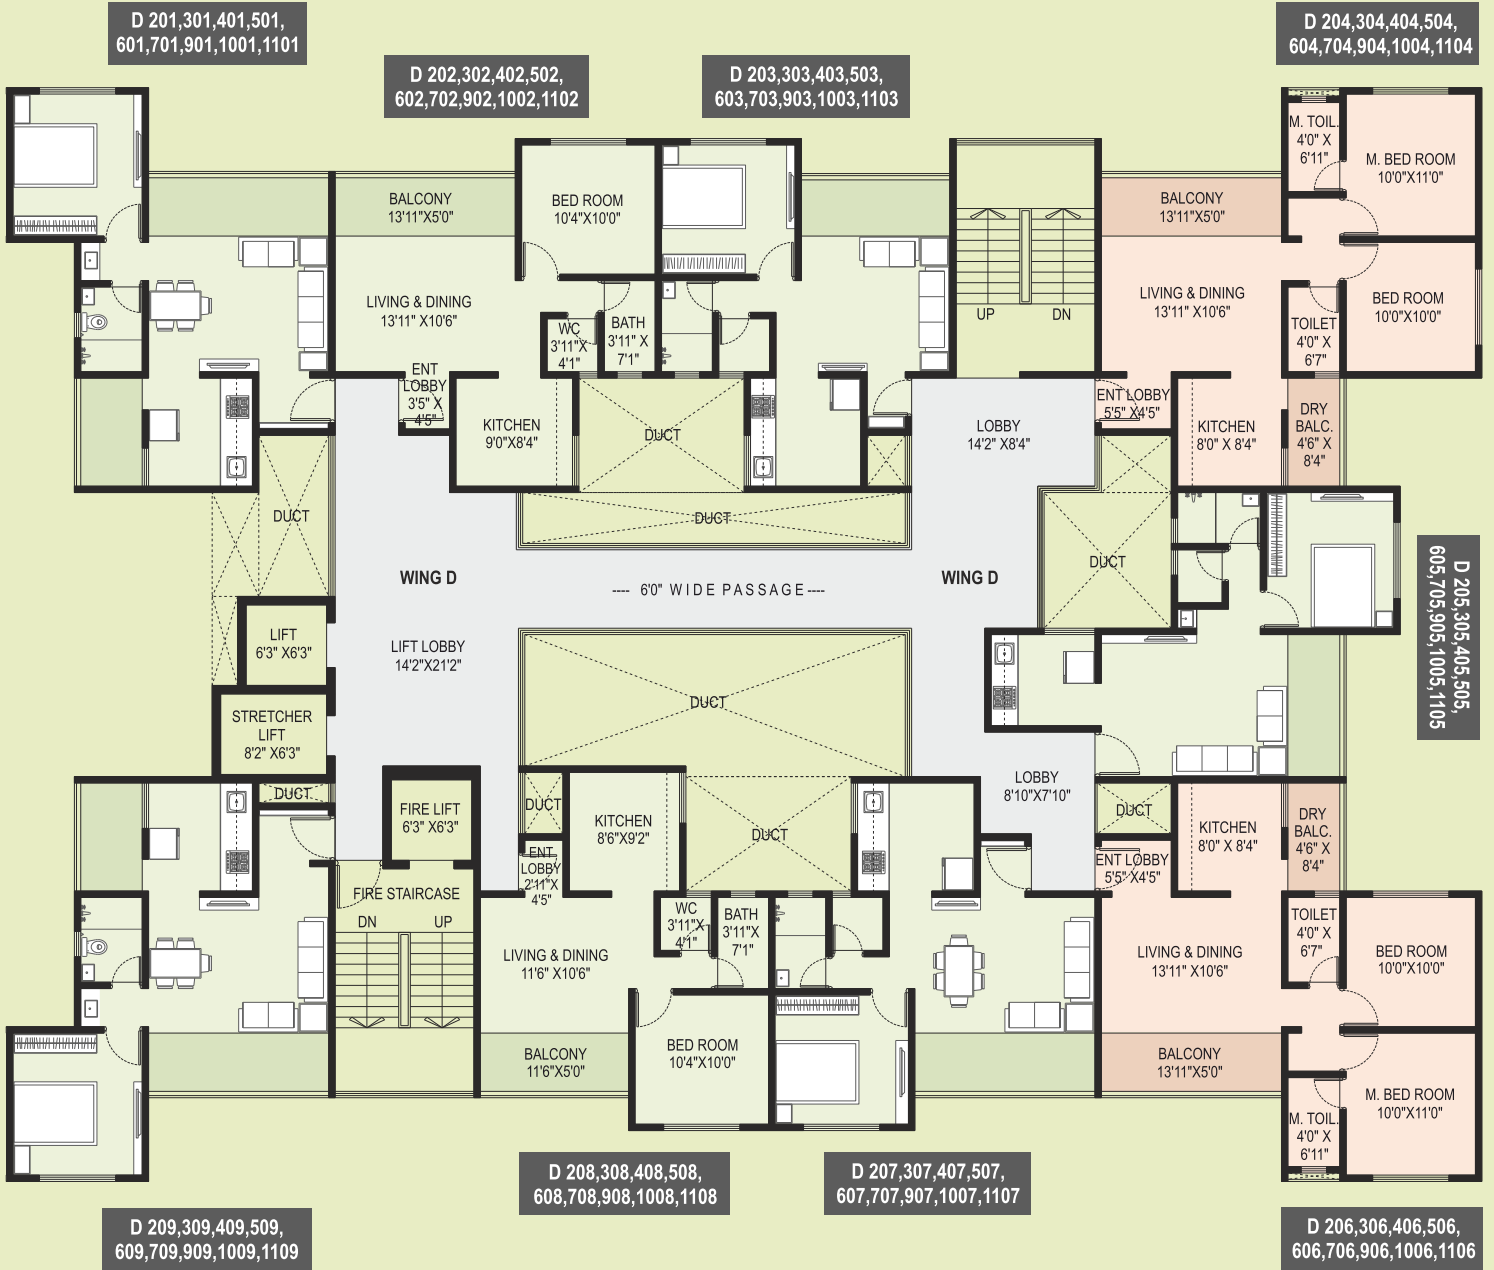 D 201,301,401,501,
601,701,901,1001,1101
D 202,302,402,502,
602,702,902,1002,1102
D 203,303,403,503,
603,703,903,1003,1103
D 204,304,404,504,
604,704,904,1004,1104
BALCONY
13'11"X5'0"
BED ROOM
10'4"X10'0"
LIVING & DINING
13'11" X10'6"
WC
3'11"X
4'1"
BATH
3'11" X
7'1"
ENT
LOBBY
3'5" X
4'5"
KITCHEN
9'0"X8'4"
DUCT
UP
DN
BALCONY
13'11"X5'0"
M. TOIL.
4'0" X
6'11"
M. BED ROOM
10'0"X11'0"
LIVING & DINING
13'11" X10'6"
BED ROOM
10'0"X10'0"
TOILET
4'0" X
6'7"
ENT LOBBY
5'5" X4'5"
KITCHEN
8'0" X 8'4"
DRY
BALC.
4'6" X
8'4"
LOBBY
14'2" X8'4"
DUCT
DUCT
DUCT
WING D
---- 6'0" WIDE PASSAGE----
WING D
D 205,305,405,505,
605,705,905,1005,1105
LIFT
6'3" X6'3"
LIFT LOBBY
14'2"X21'2"
STRETCHER
LIFT
8'2" X6'3"
DUCT
DUCT
FIRE LIFT
6'3" X6'3"
DUCT
KITCHEN
8'6"X9'2"
DUCT
LOBBY
8'10"X7'10"
DUCT
KITCHEN
8'0" X 8'4"
DRY
BALC.
4'6" X
8'4"
ENT
LOBBY
2'11"X
4'5"
ENT LOBBY
5'5" X4'5"
FIRE STAIRCASE
DN
UP
WC
3'11"X
4'1"
BATH
3'11"X
7'1"
LIVING & DINING
11'6" X10'6"
TOILET
4'0" X
6'7"
LIVING & DINING
13'11" X10'6"
BED ROOM
10'0"X10'0"
BALCONY
11'6"X5'0"
BED ROOM
10'4"X10'0"
BALCONY
13'11"X5'0"
M. BED ROOM
10'0"X11'0"
M. TOIL.
4'0" X
6'11"
D 208,308,408,508,
608,708,908,1008,1108
D 207,307,407,507,
607,707,907,1007,1107
D 209,309,409,509,
609,709,909,1009,1109
D 206,306,406,506,
606,706,906,1006,1106